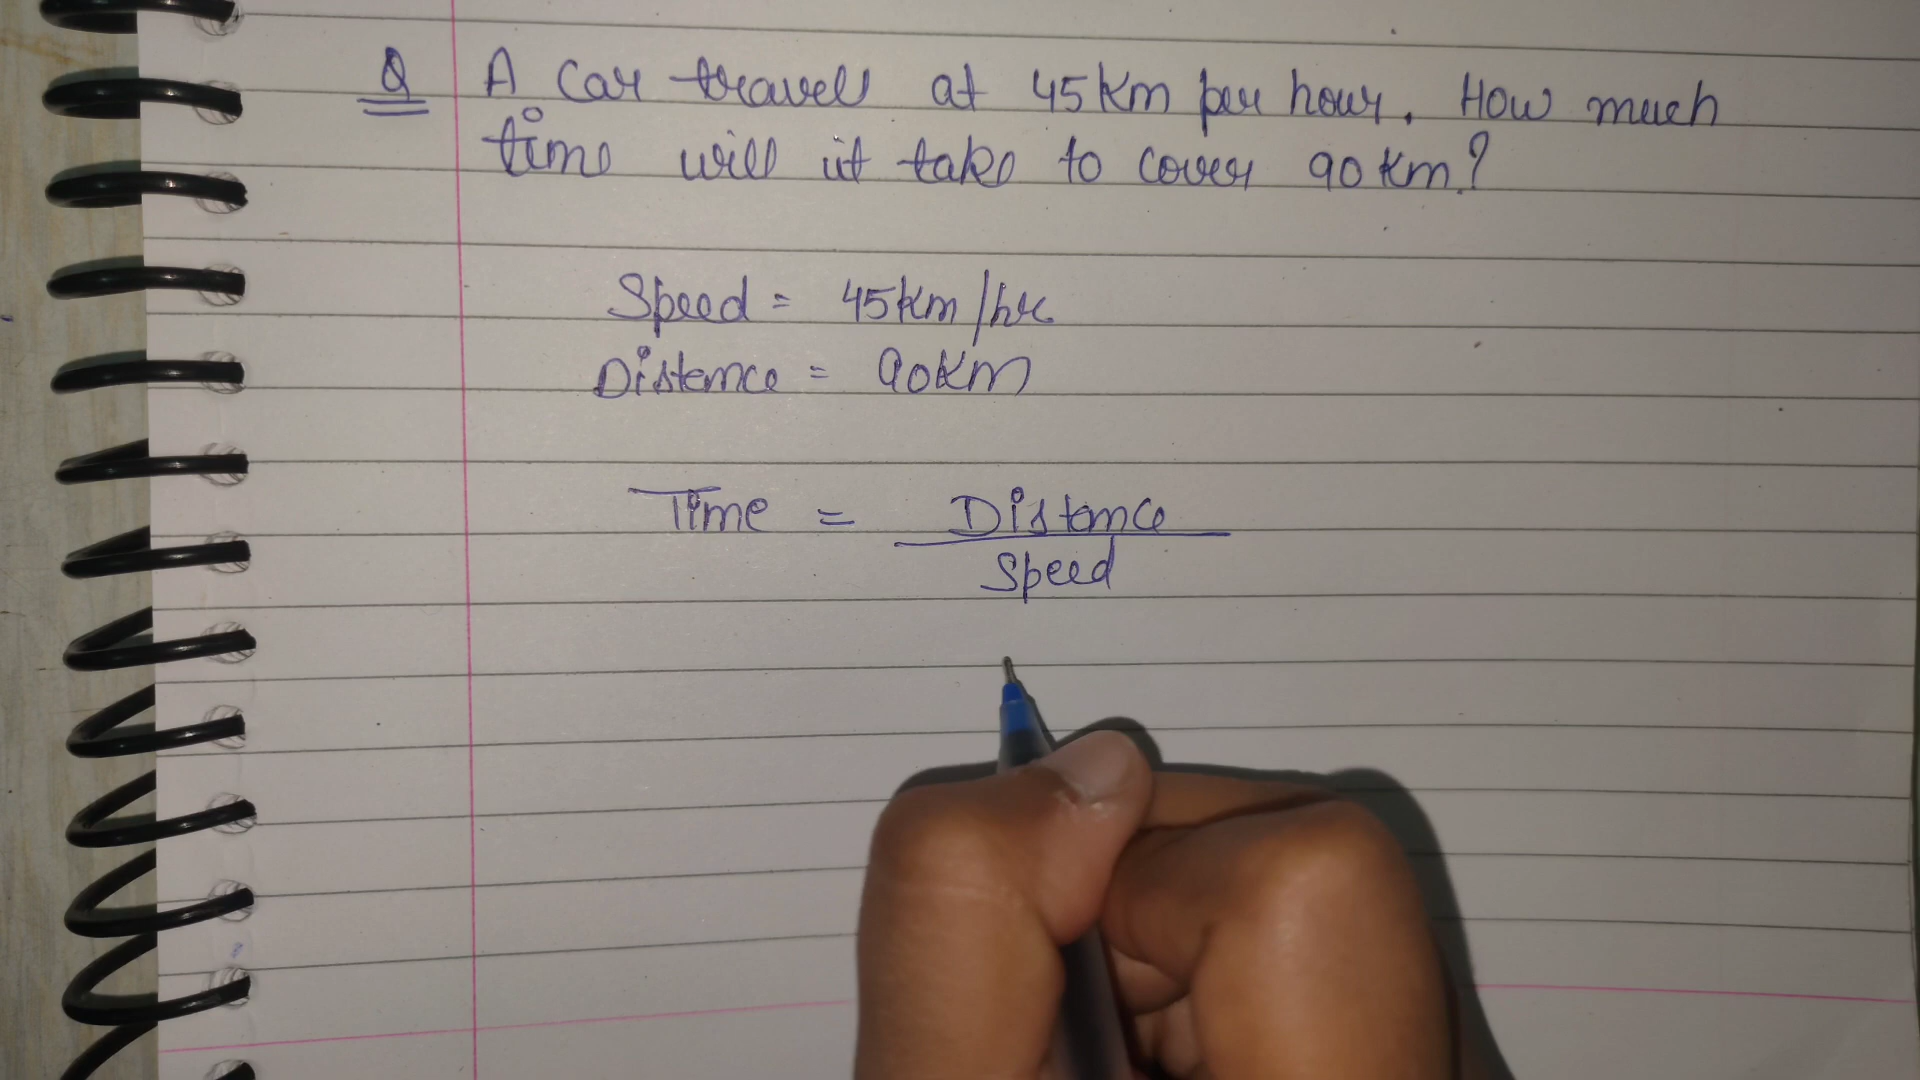 Q A Car travels at 45 Km per hour. How much
time will it take to cover 90 Km?
Speed = 45 km/hr
Distance = 90 Km
Time = Distance
Speed